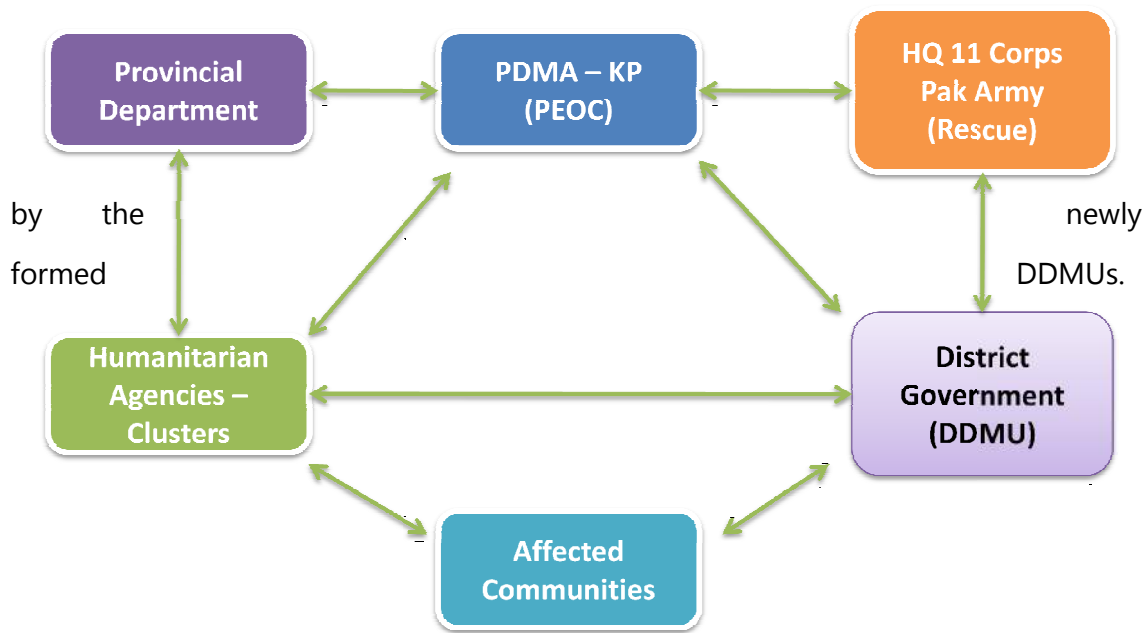 Provincial
Department
PDMA – KP
(PEOC)
HQ 11 Corps
Pak Army
(Rescue)
by the newly
formed DDMUs.
Humanitarian
Agencies –
Clusters
District
Government
(DDMU)
Affected
Communities